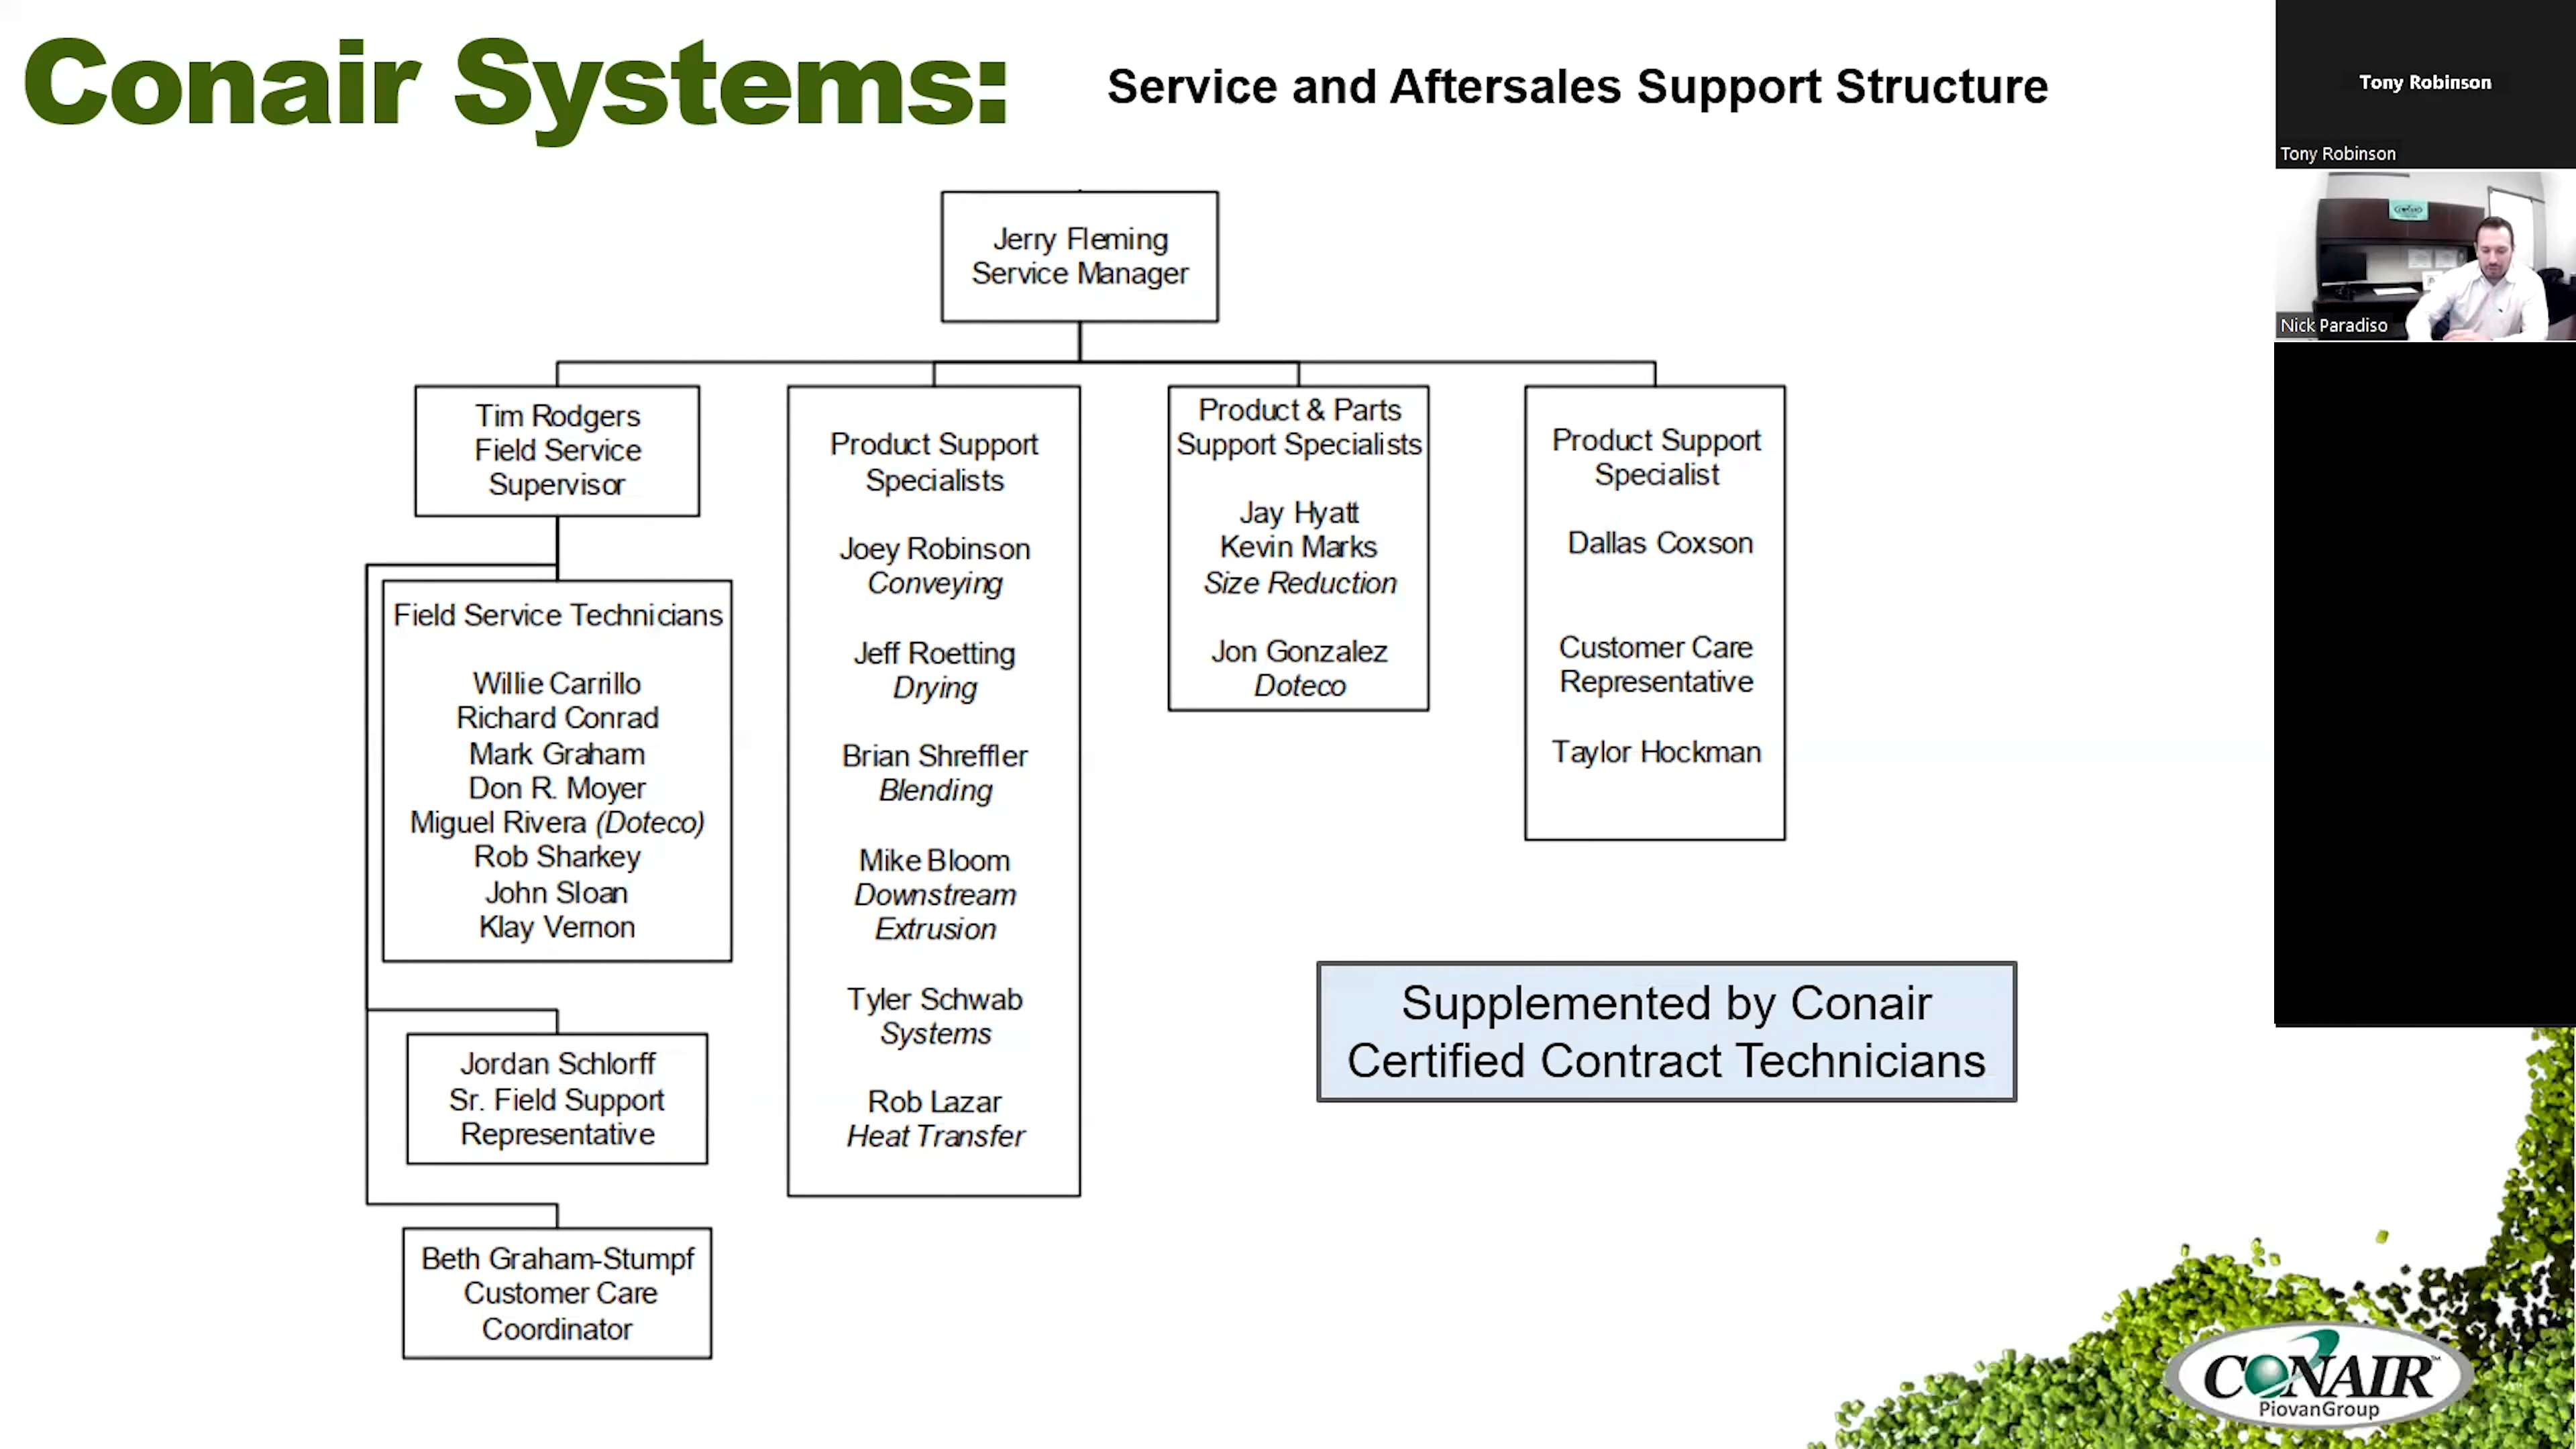 Conair Systems:
Service and Aftersales Support Structure
Tony Robinson
Tony Robinson
Nick Paradiso
Jerry Fleming
Service Manager
Tim Rodgers
Field Service
Supervisor
Field Service Technicians
Willie Carrillo
Richard Conrad
Mark Graham
Don R. Moyer
Miguel Rivera (Doteco)
Rob Sharkey
John Sloan
Klay Vernon
Jordan Schlorff
Sr. Field Support
Representative
Beth Graham-Stumpf
Customer Care
Coordinator
Product Support
Specialists
Joey Robinson
Conveying
Jeff Roetting
Drying
Brian Shreffler
Blending
Mike Bloom
Downstream
Extrusion
Tyler Schwab
Systems
Rob Lazar
Heat Transfer
Product & Parts
Support Specialists
Jay Hyatt
Kevin Marks
Size Reduction
Jon Gonzalez
Doteco
Product Support
Specialist
Dallas Coxson
Customer Care
Representative
Taylor Hockman
Supplemented by Conair
Certified Contract Technicians
CONAIR™
PiovanGroup